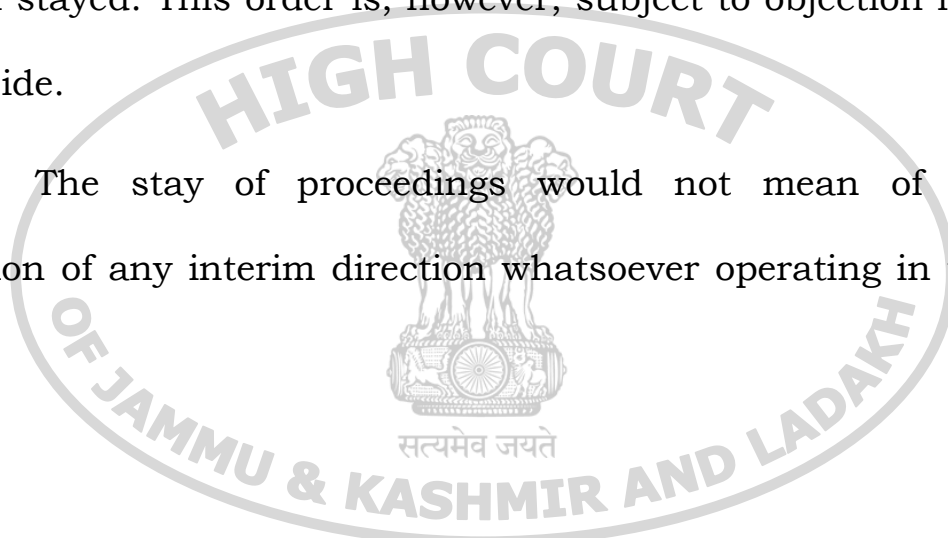 stayed. This order is, however, subject to objection
HIGH COURT
ide.
The stay of proceedings would not mean of
on of any interim direction whatsoever operating in
सत्यमेव जयते
OF JAMMU & KASHMIR AND LADAKH